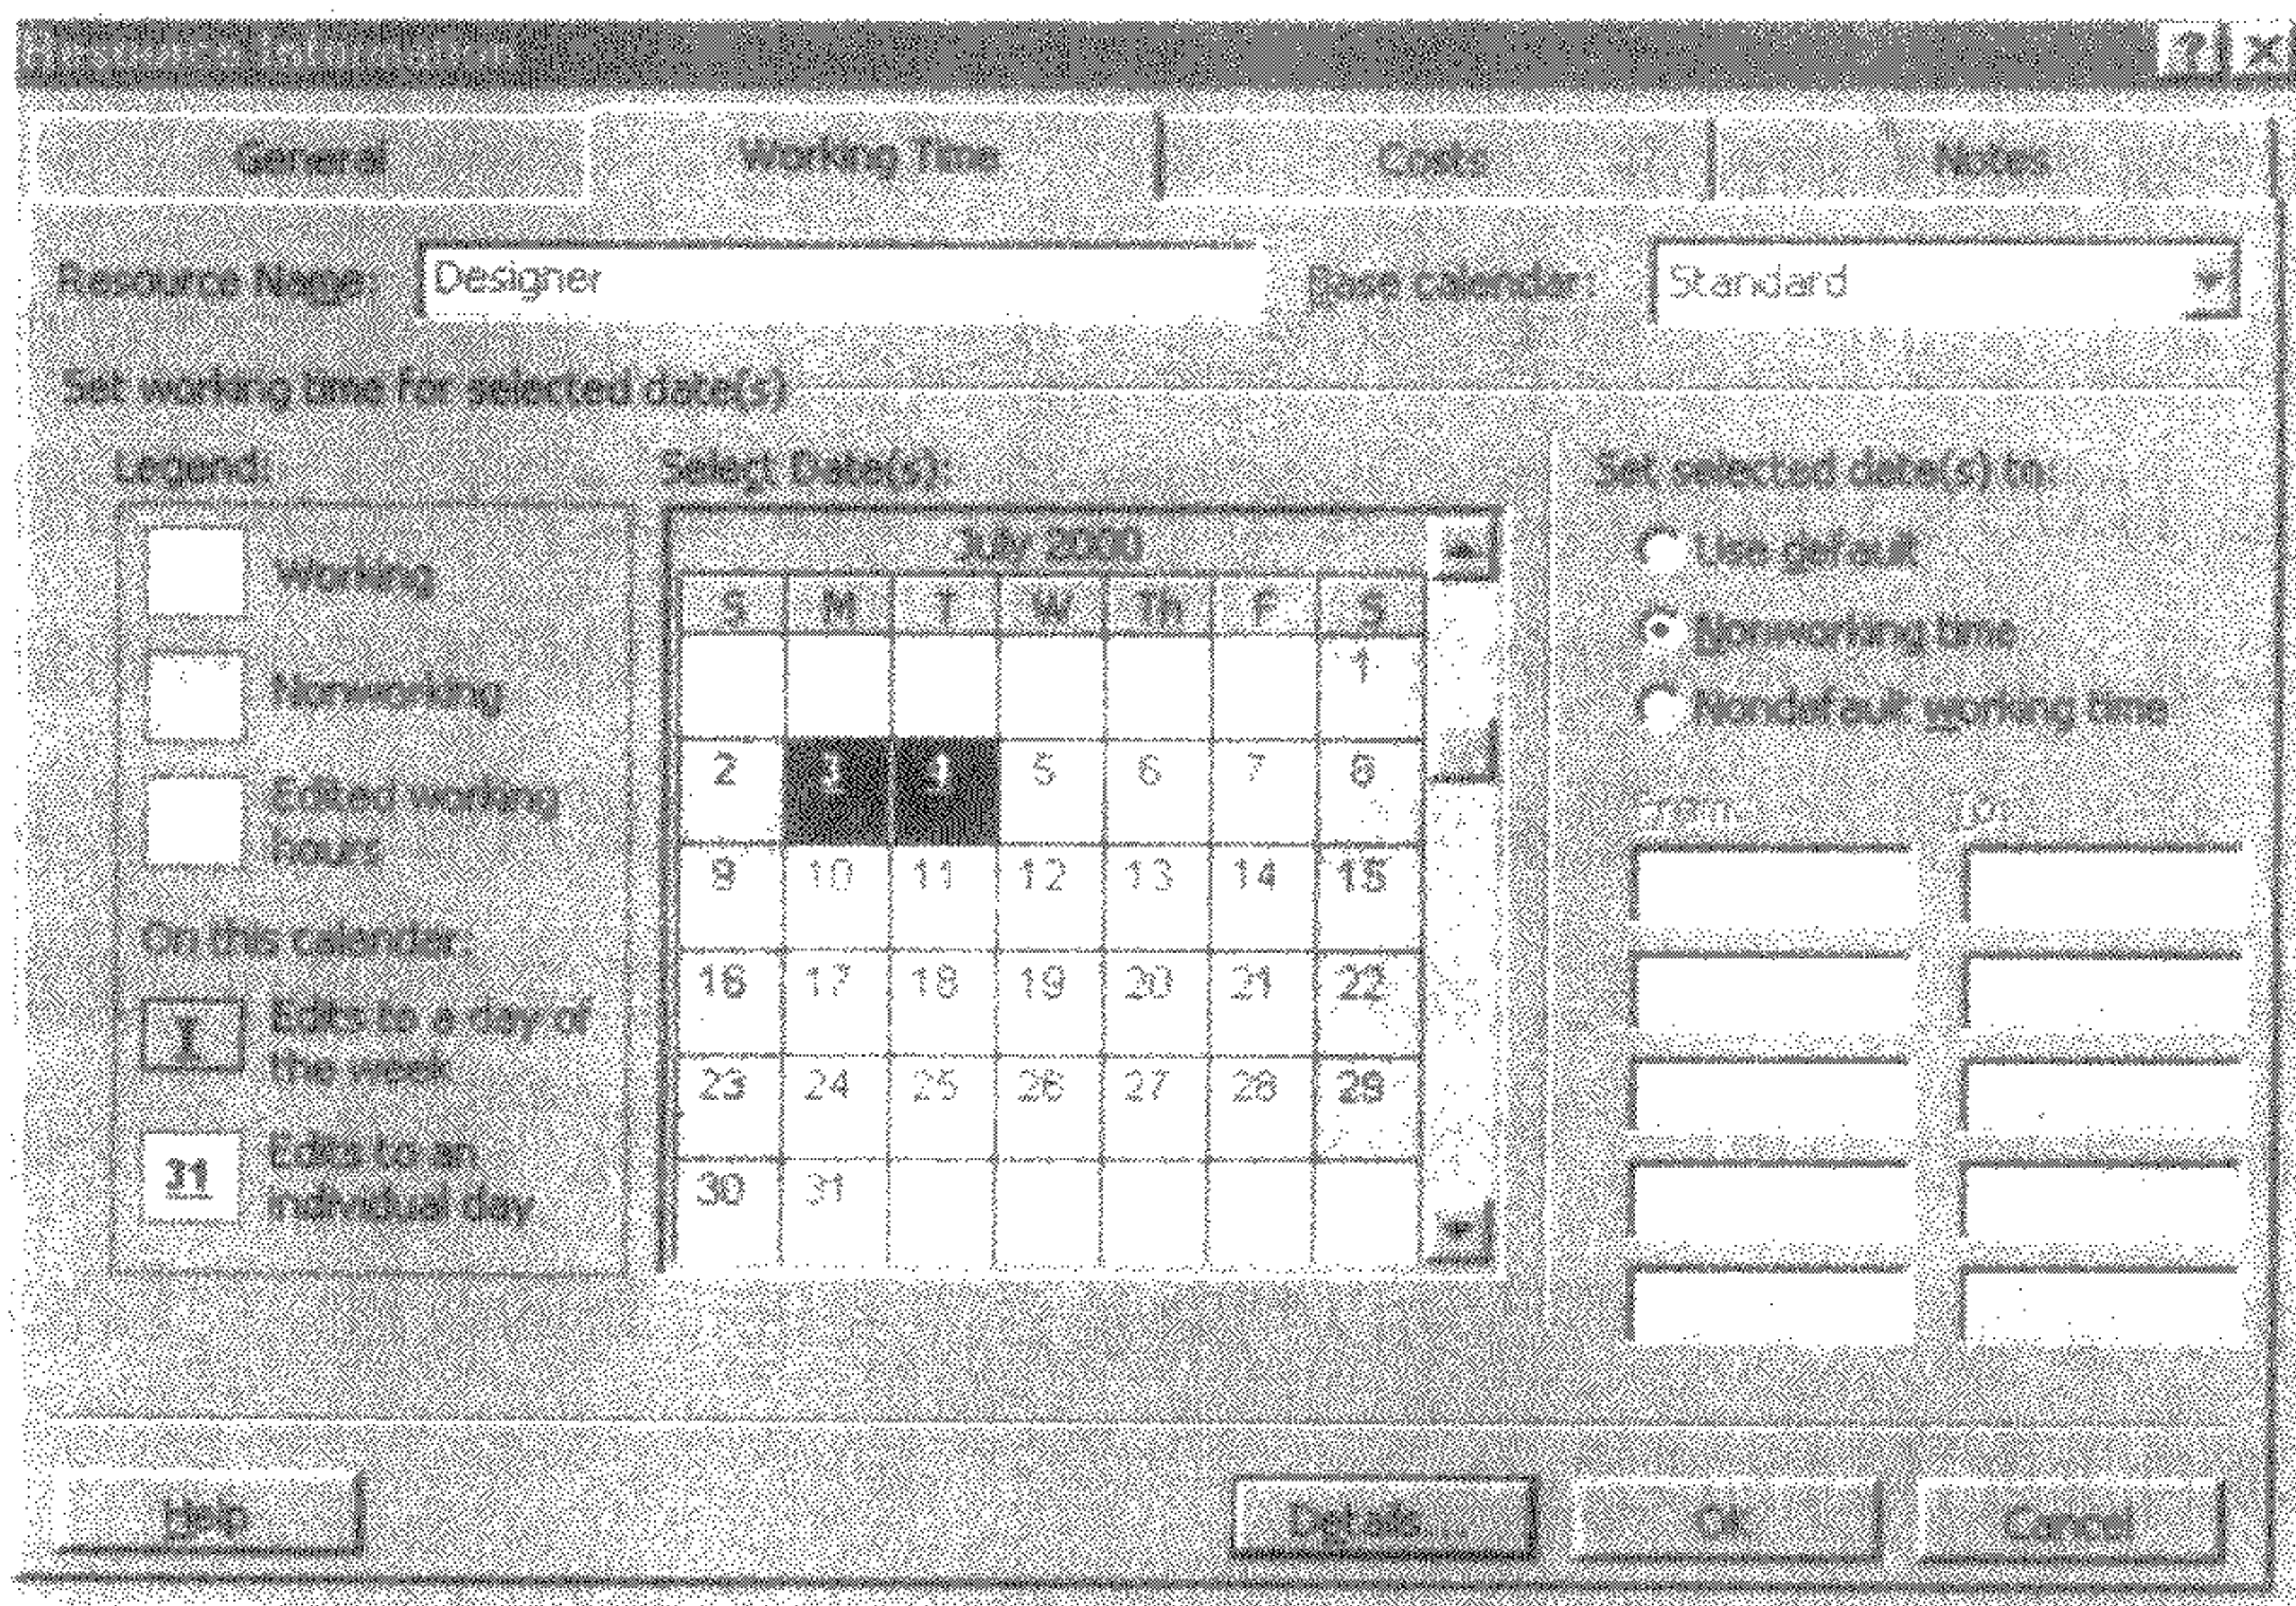 Resource Information
General Working Time Costs Notes
Resource Name: Designer Base calendar: Standard
Set working time for selected date(s)
Legend: Select Date(s): Set selected date(s) to:
Working
Nonworking
Edited working
hours
On this calendar:
Edits to a day of
the week
31 Edits to an
individual day
July 2000
S M T W Th F S
1
2 3 4 5 6 7 8
9 10 11 12 13 14 15
16 17 18 19 20 21 22
23 24 25 26 27 28 29
30 31
Use default
Nonworking time
Nondefault working time
From: To:
Help Details... OK Cancel